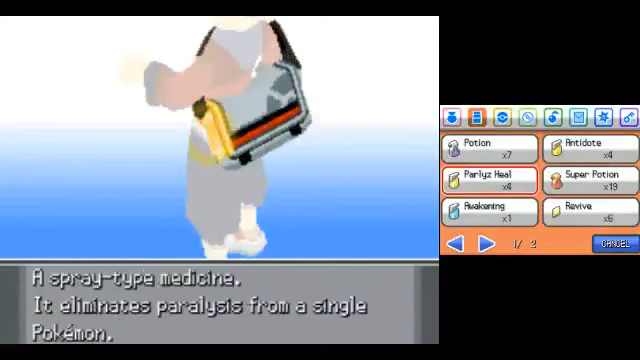 A spray-type medicine.
It eliminates paralysis from a single
Pokémon.
Potion
x7
Antidote
x4
Parlyz Heal
x4
Super Potion
x19
Awakening
x1
Revive
x6
1/ 2
CANCEL